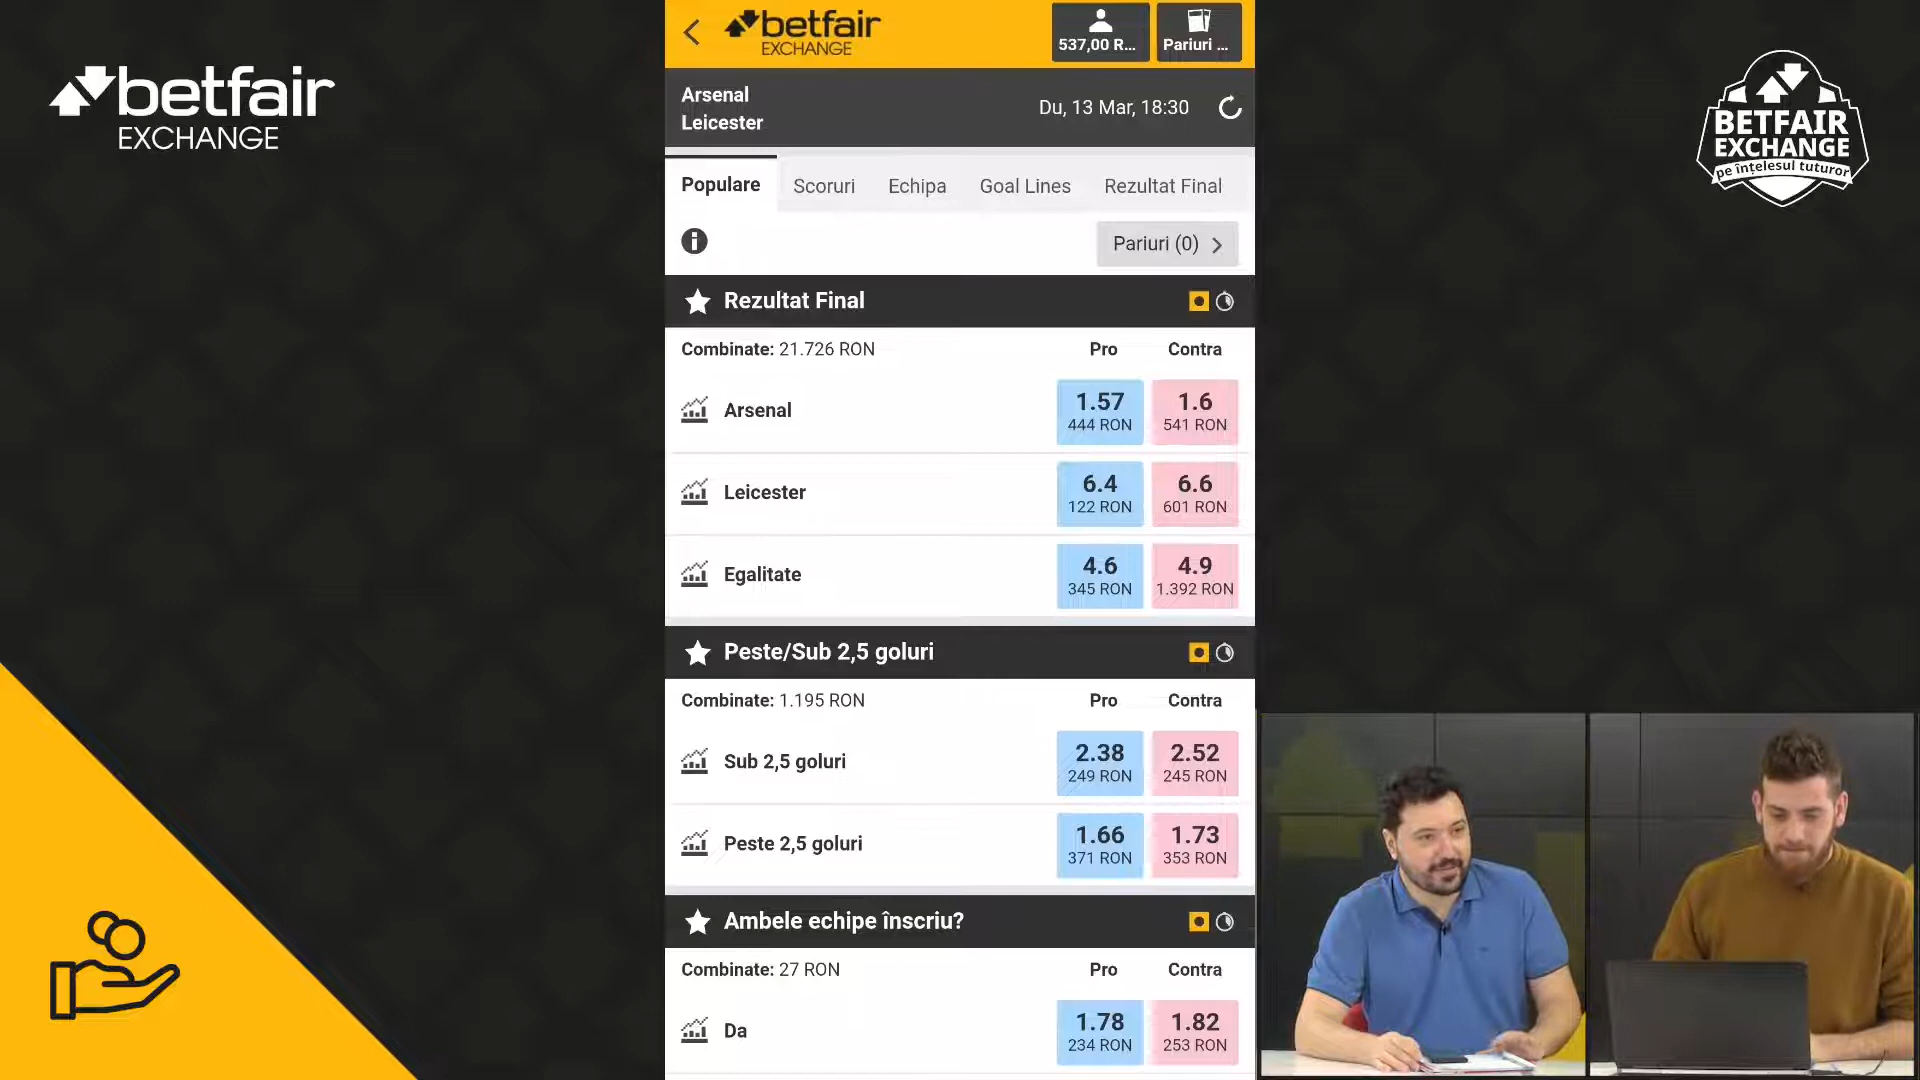 betfair
EXCHANGE
betfair
EXCHANGE
537,00 R...
Pariuri ...
BETFAIR
EXCHANGE
pe înțelesul tuturor
Arsenal
Leicester
Du, 13 Mar, 18:30
Populare
Scoruri
Echipa
Goal Lines
Rezultat Final
Pariuri (0)
Rezultat Final
Combinate: 21.726 RON
Pro
Contra
Arsenal
1.57
444 RON
1.6
541 RON
Leicester
6.4
122 RON
6.6
601 RON
Egalitate
4.6
345 RON
4.9
1.392 RON
Peste/Sub 2,5 goluri
Combinate: 1.195 RON
Pro
Contra
Sub 2,5 goluri
2.38
249 RON
2.52
245 RON
Peste 2,5 goluri
1.66
371 RON
1.73
353 RON
Ambele echipe înscriu?
Combinate: 27 RON
Pro
Contra
Da
1.78
234 RON
1.82
253 RON